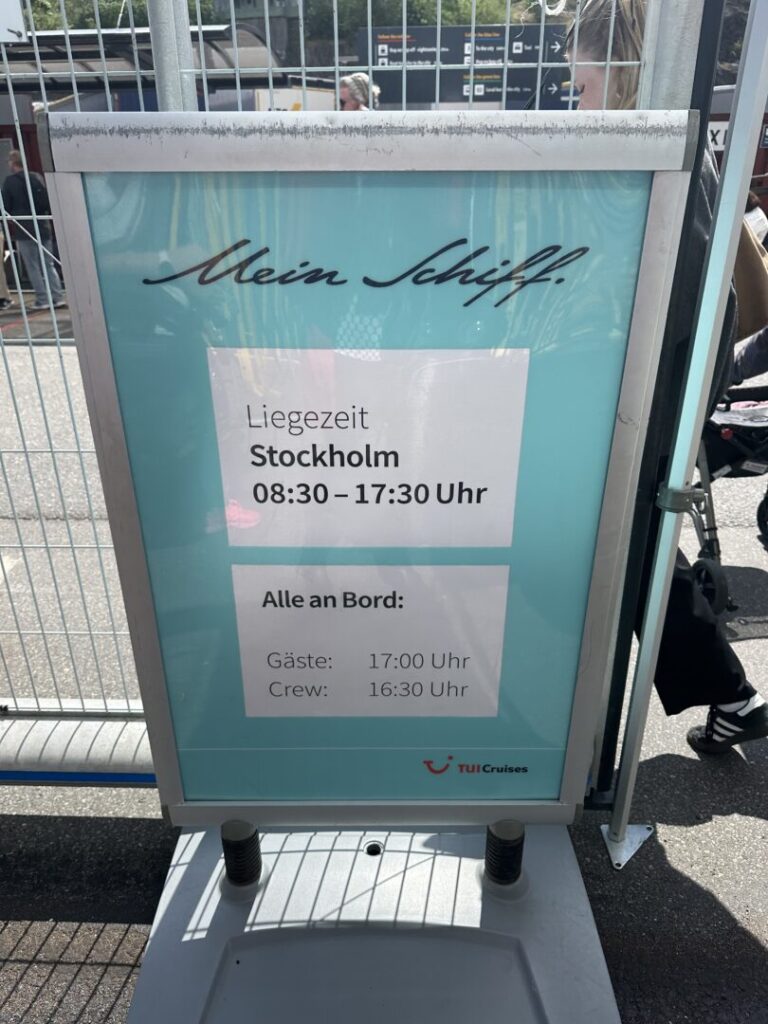 Mein Schiff.
Liegezeit
Stockholm
08:30 – 17:30 Uhr
Alle an Bord:
Gäste: 17:00 Uhr
Crew: 16:30 Uhr
TUI Cruises